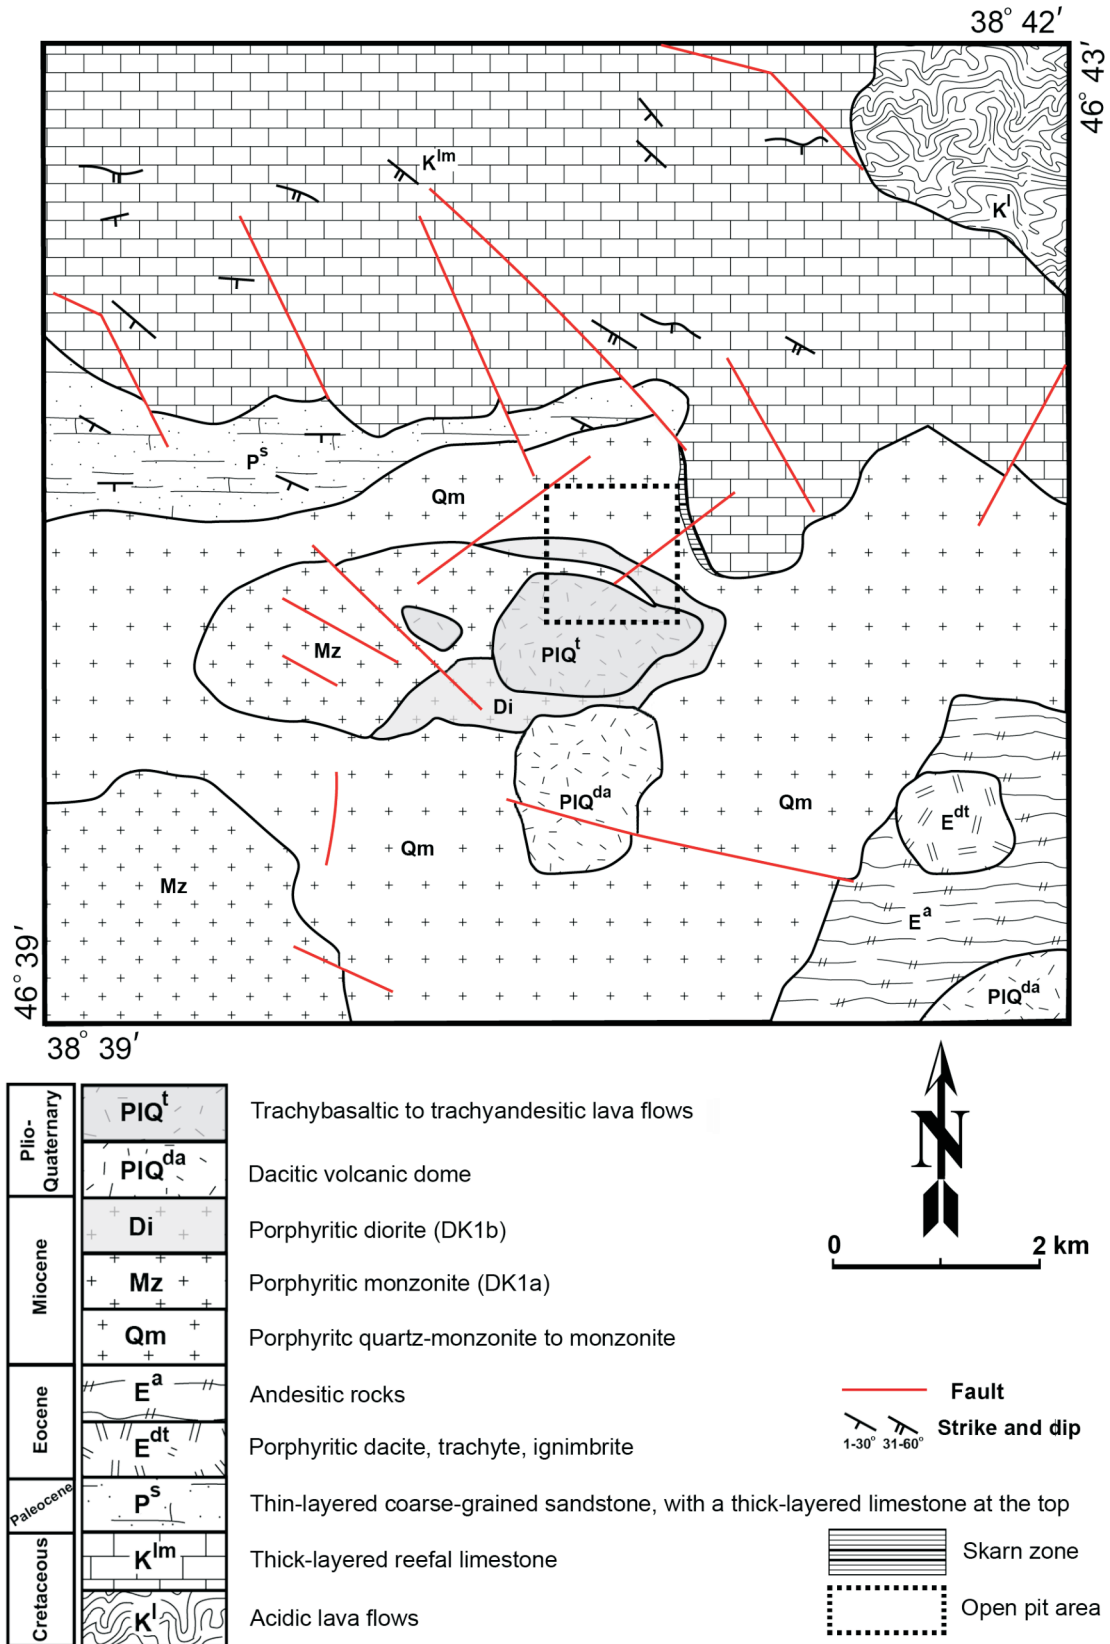 38° 42′
46° 43′
K^lm
K^l
P^s
Qm
Mz
PlQ^t
Di
PlQ^da
Qm
E^dt
Qm
Mz
E^a
PlQ^da
46° 39′
38° 39′
Plio-
Quaternary
PlQ^t
Trachybasaltic to trachyandesitic lava flows
PlQ^da
Dacitic volcanic dome
Miocene
Di
Porphyritic diorite (DK1b)
Mz
Porphyritic monzonite (DK1a)
Qm
Porphyritc quartz-monzonite to monzonite
Eocene
E^a
Andesitic rocks
E^dt
Porphyritic dacite, trachyte, ignimbrite
Paleocene
P^s
Thin-layered coarse-grained sandstone, with a thick-layered limestone at the top
Cretaceous
K^lm
Thick-layered reefal limestone
K^l
Acidic lava flows
N
0 2 km
Fault
1-30° 31-60° Strike and dip
Skarn zone
Open pit area